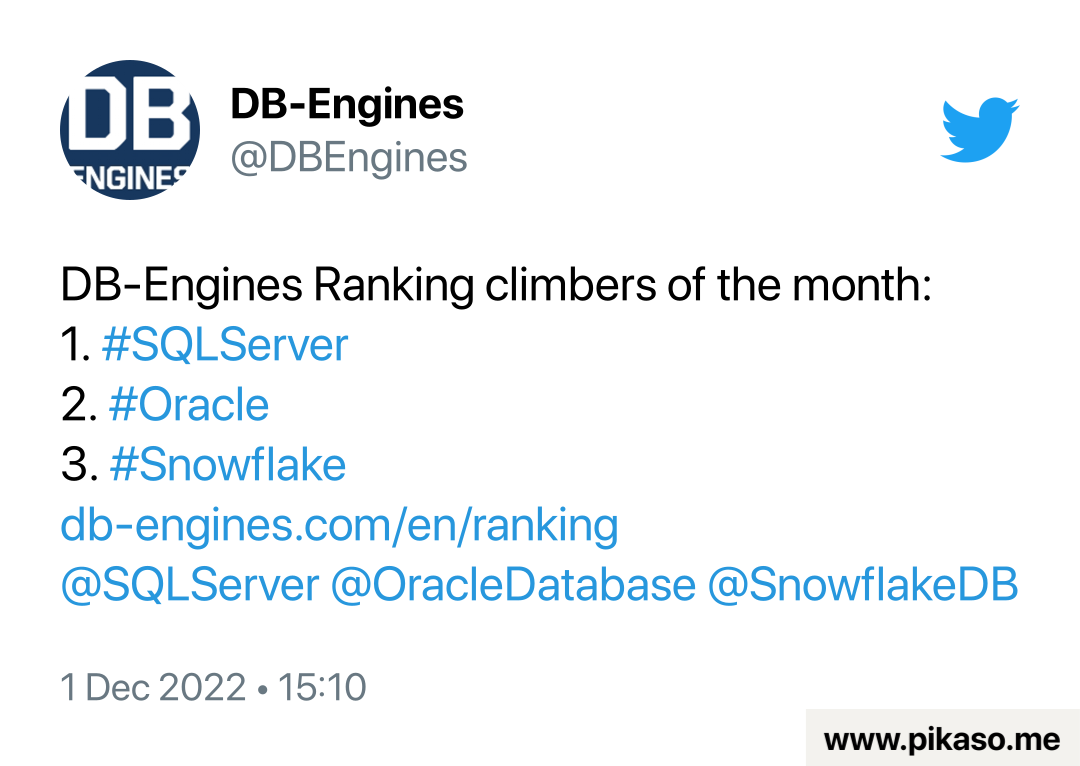 DB
ENGINES
DB-Engines
@DBEngines
DB-Engines Ranking climbers of the month:
1. #SQLServer
2. #Oracle
3. #Snowflake
db-engines.com/en/ranking
@SQLServer @OracleDatabase @SnowflakeDB
1 Dec 2022 • 15:10
www.pikaso.me